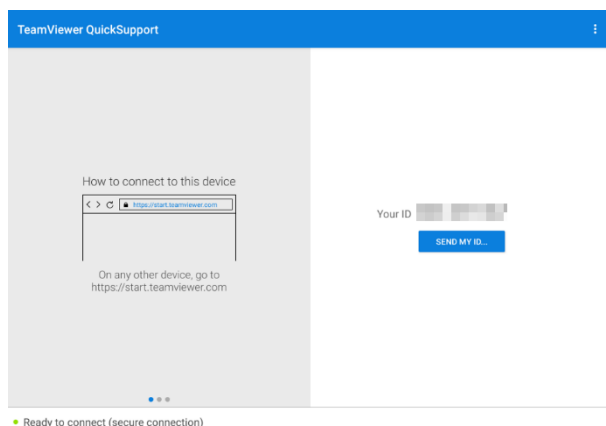 TeamViewer QuickSupport
How to connect to this device
https://start.teamviewer.com
On any other device, go to
https://start.teamviewer.com
Your ID
SEND MY ID...
Ready to connect (secure connection)